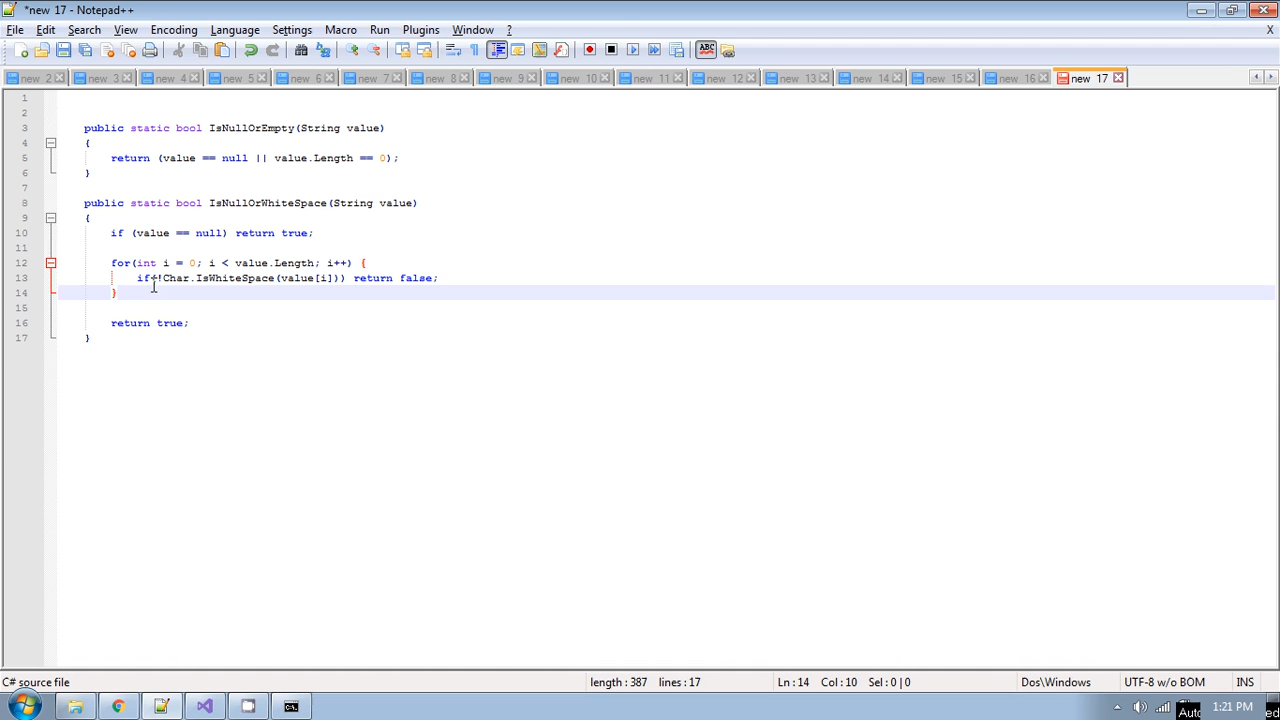 *new 17 - Notepad++
File Edit Search View Encoding Language Settings Macro Run Plugins Window ? X
ABC
new 2 new 3 new 4 new 5 new 6 new 7 new 8 new 9 new 10 new 11 new 12 new 13 new 14 new 15 new 16 new 17
1
2
3 public static bool IsNullOrEmpty(String value)
4 {
5 return (value == null || value.Length == 0);
6 }
7
8 public static bool IsNullOrWhiteSpace(String value)
9 {
10 if (value == null) return true;
11
12 for(int i = 0; i < value.Length; i++) {
13 if(!Char.IsWhiteSpace(value[i])) return false;
14 }
15
16 return true;
17 }
C# source file length : 387 lines : 17 Ln : 14 Col : 10 Sel : 0 | 0 Dos\Windows UTF-8 w/o BOM INS
1:21 PM